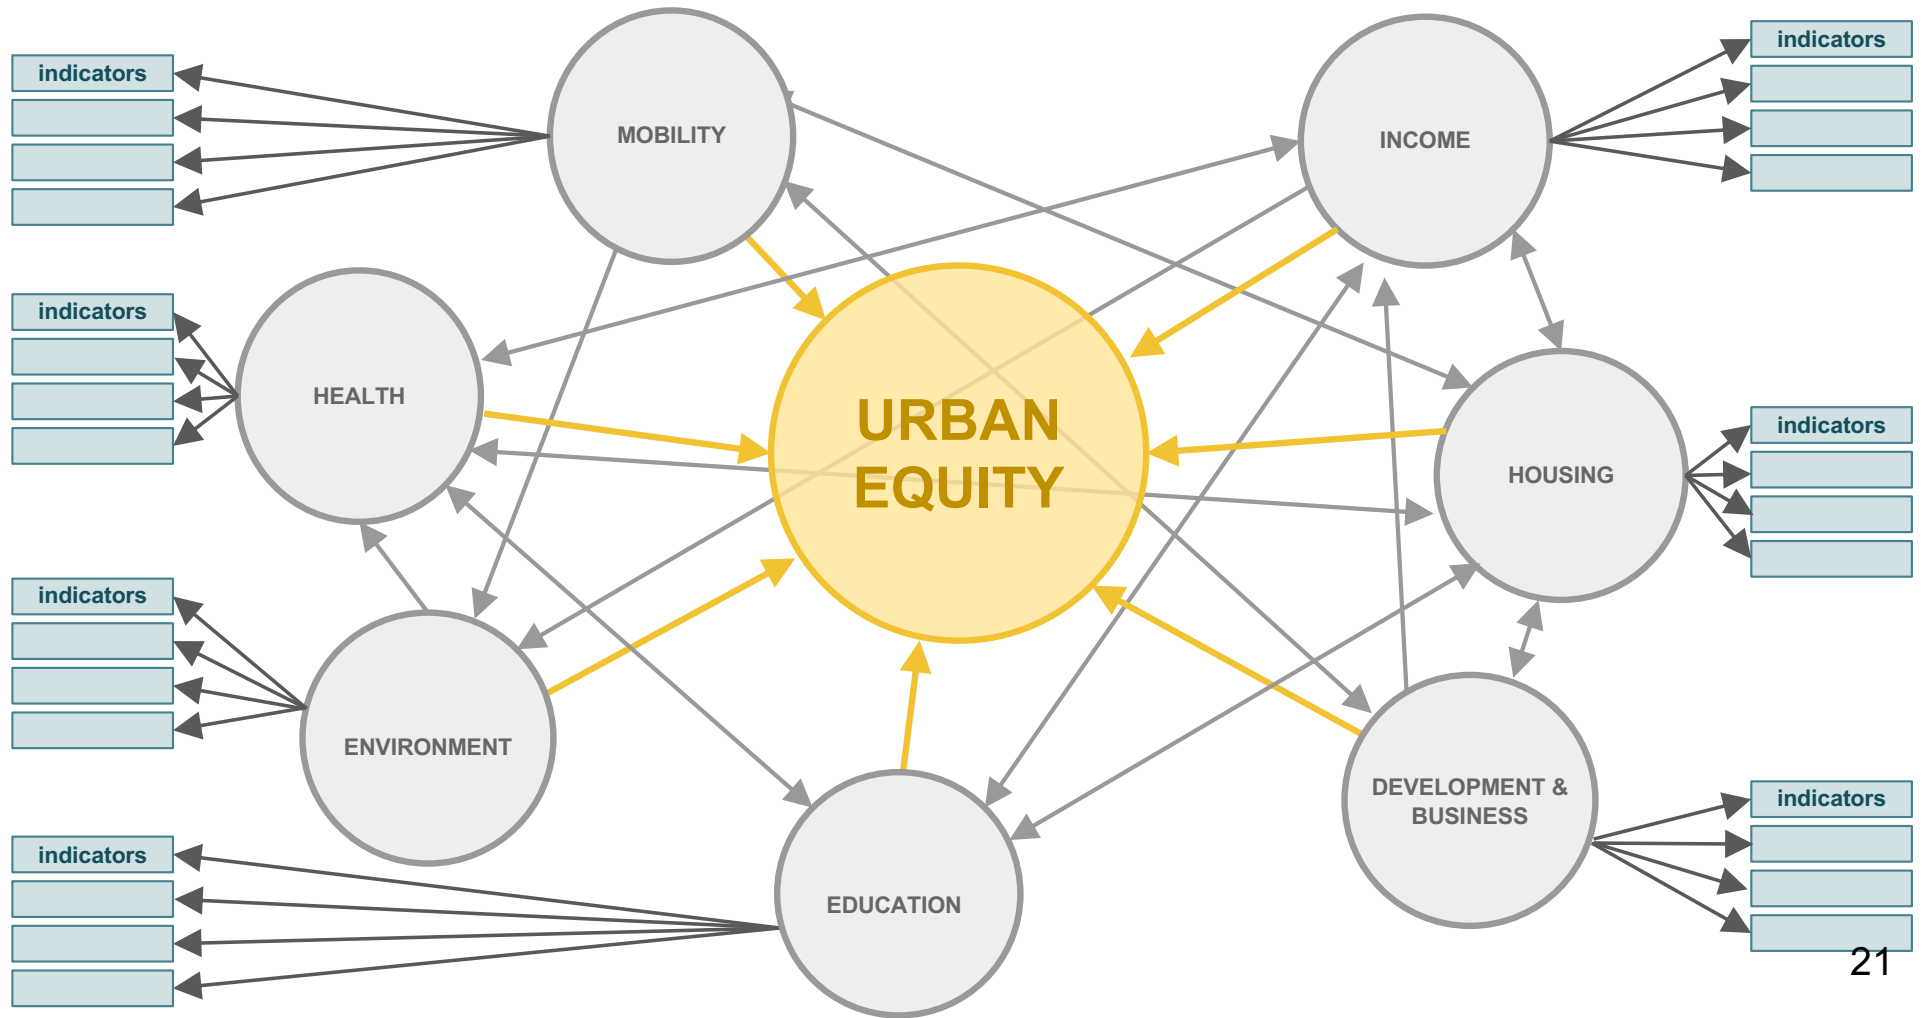 indicators
MOBILITY
INCOME
indicators
indicators
HEALTH
URBAN
EQUITY
HOUSING
indicators
indicators
ENVIRONMENT
DEVELOPMENT &
BUSINESS
indicators
indicators
EDUCATION
21